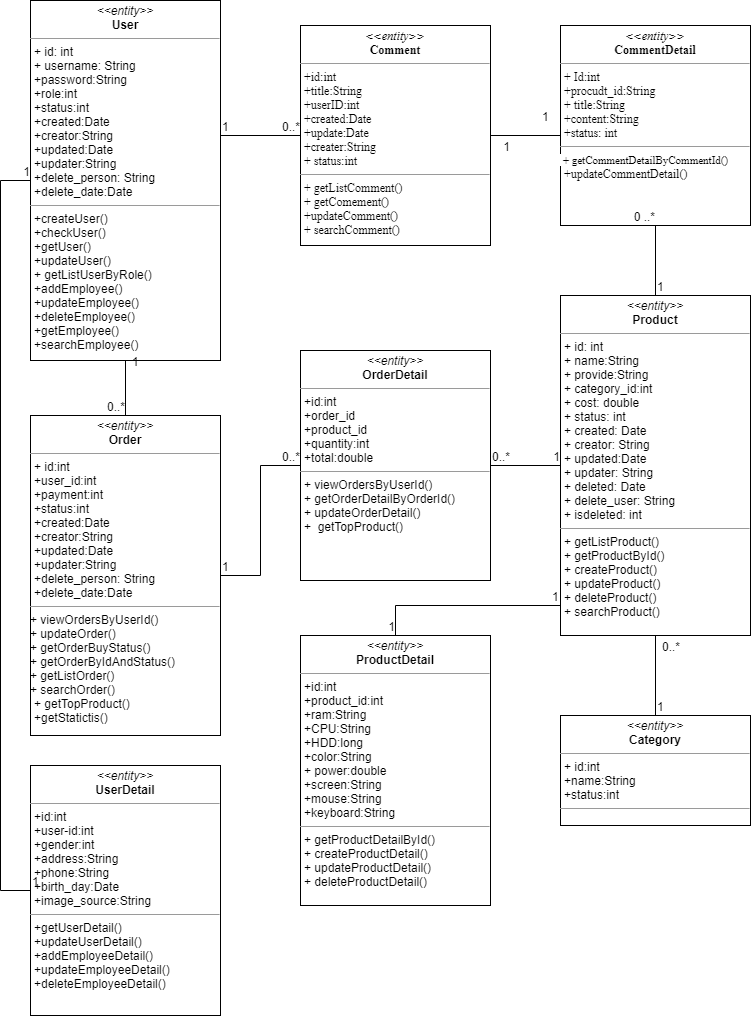 <<entity>>
User
+ id: int
+ username: String
+password:String
+role:int
+status:int
+created:Date
+creator:String
+updated:Date
+updater:String
+delete_person: String
+delete_date:Date
+createUser()
+checkUser()
+getUser()
+updateUser()
+ getListUserByRole()
+addEmployee()
+updateEmployee()
+deleteEmployee()
+getEmployee()
+searchEmployee()
1
0..*
<<entity>>
Comment
+id:int
+title:String
+userID:int
+created:Date
+update:Date
+creater:String
+ status:int
+ getListComment()
+ getComement()
+updateComment()
+ searchComment()
1
1
<<entity>>
CommentDetail
+ Id:int
+procudt_id:String
+ title:String
+content:String
+status: int
+ getCommentDetailByCommentId()
+updateCommentDetail()
0 ..*
1
1
1
0..*
<<entity>>
Order
+ id:int
+user_id:int
+payment:int
+status:int
+created:Date
+creator:String
+updated:Date
+updater:String
+delete_person: String
+delete_date:Date
+ viewOrdersByUserId()
+ updateOrder()
+ getOrderBuyStatus()
+ getOrderByIdAndStatus()
+ getListOrder()
+ searchOrder()
+ getTopProduct()
+getStatictis()
1
0..*
<<entity>>
OrderDetail
+id:int
+order_id
+product_id
+quantity:int
+total:double
+ viewOrdersByUserId()
+ getOrderDetailByOrderId()
+ updateOrderDetail()
+ getTopProduct()
0..*
1
<<entity>>
Product
+ id: int
+ name:String
+ provide:String
+ category_id:int
+ cost: double
+ status: int
+ created: Date
+ creator: String
+ updated:Date
+ updater: String
+ deleted: Date
+ delete_user: String
+ isdeleted: int
+ getListProduct()
+ getProductById()
+ createProduct()
+ updateProduct()
+ deleteProduct()
+ searchProduct()
1
1
0..*
1
<<entity>>
ProductDetail
+id:int
+product_id:int
+ram:String
+CPU:String
+HDD:long
+color:String
+ power:double
+screen:String
+mouse:String
+keyboard:String
+ getProductDetailById()
+ createProductDetail()
+ updateProductDetail()
+ deleteProductDetail()
<<entity>>
Category
+ id:int
+name:String
+status:int
<<entity>>
UserDetail
+id:int
+user-id:int
+gender:int
+address:String
+phone:String
+birth_day:Date
+image_source:String
+getUserDetail()
+updateUserDetail()
+addEmployeeDetail()
+updateEmployeeDetail()
+deleteEmployeeDetail()
1